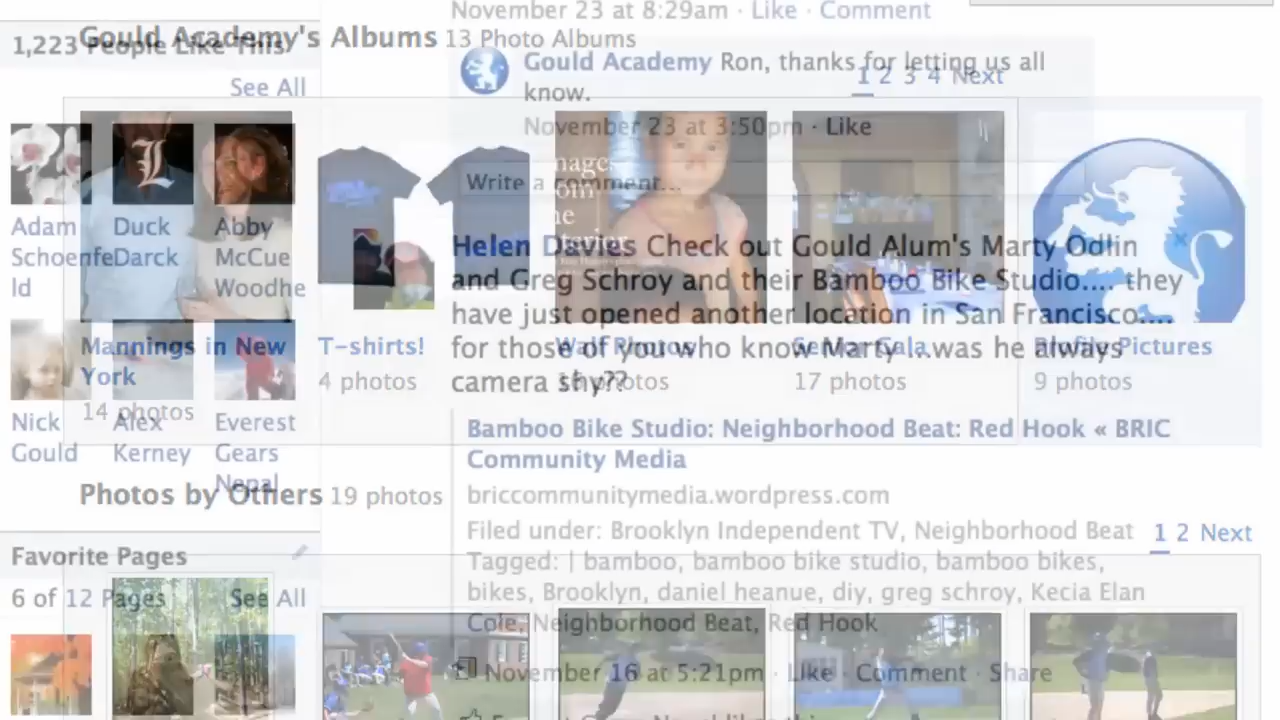 November 23 at 8:29am · Like · Comment
Gould Academy's Albums 13 Photo Albums
1,223 People Like This
See All
Gould Academy Ron, thanks for letting us all
know.
November 23 at 3:50pm · Like
1 2 3 4 Next
L
Write a comment...
Adam
Schoenfe
ld
Duck
Darck
Abby
McCue
Woodhe
Helen Davies Check out Gould Alum's Marty Odlin
and Greg Schroy and their Bamboo Bike Studio.... they
have just opened another location in San Francisco....
for those of you who know Marty ....was he always
camera shy??
Mannings in New
York
14 photos
T-shirts!
4 photos
photos
17 photos
Profile Pictures
9 photos
Nick
Gould
Alex
Kerney
Everest
Gears
Nepal
Bamboo Bike Studio: Neighborhood Beat: Red Hook « BRIC
Community Media
briccommunitymedia.wordpress.com
Filed under: Brooklyn Independent TV, Neighborhood Beat
Tagged: | bamboo, bamboo bike studio, bamboo bikes,
bikes, Brooklyn, daniel heanue, diy, greg schroy, Kecia Elan
Cole, Neighborhood Beat, Red Hook
November 16 at 5:21pm · Like · Comment · Share
Photos by Others 19 photos
1 2 Next
Favorite Pages
6 of 12 Pages
See All